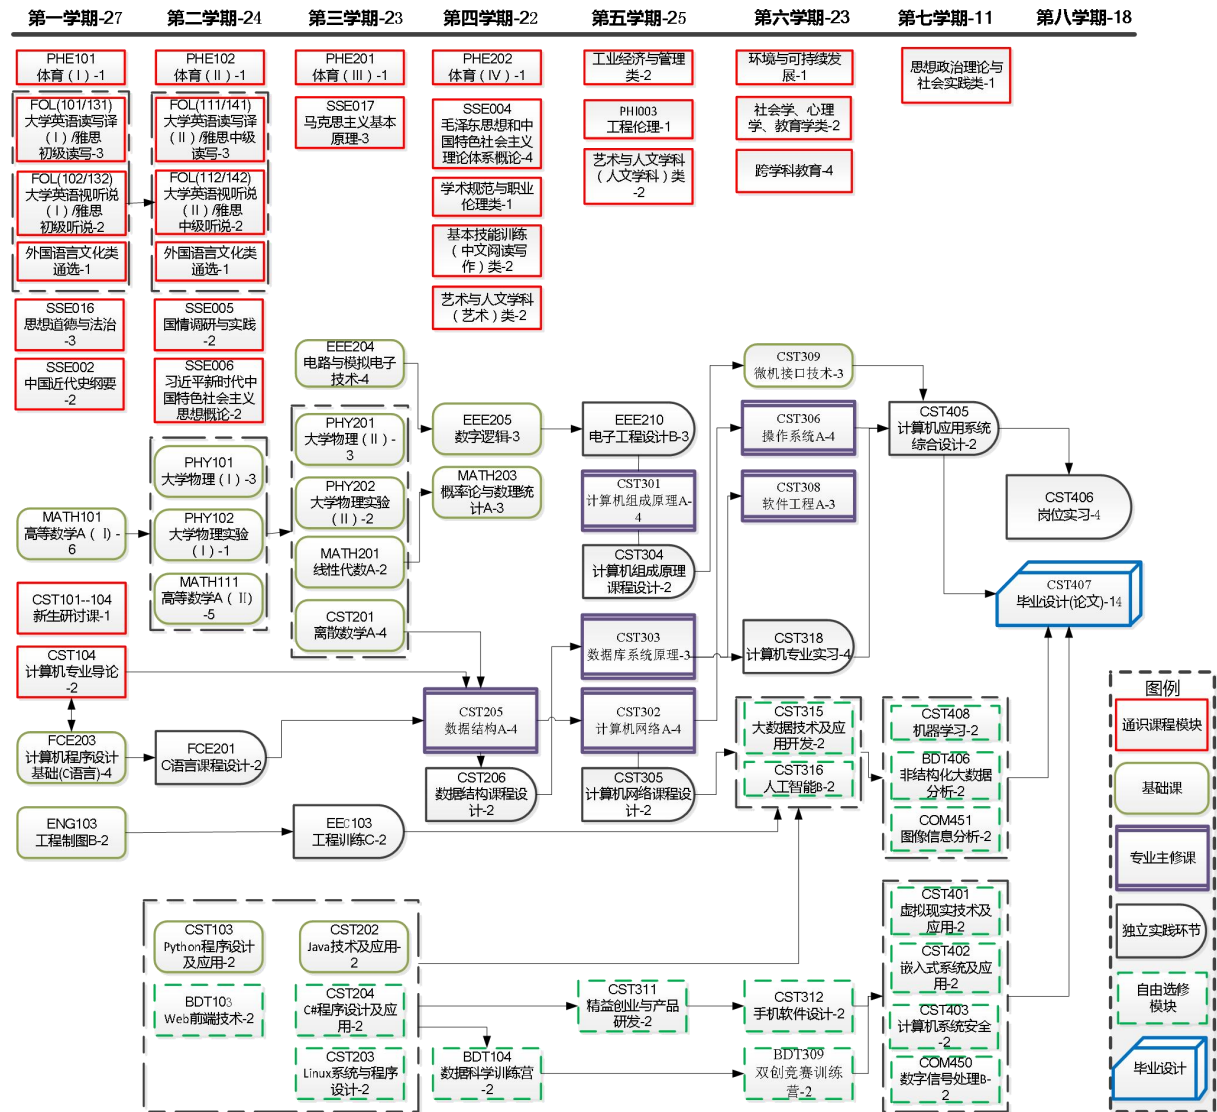 第一学期-27
第二学期-24
第三学期-23
第四学期-22
第五学期-25
第六学期-23
第七学期-11
第八学期-18
PHE101
体育（I）-1
FOL(101/131)
大学英语读写译
（I）/雅思
初级读写-3
FOL(102/132)
大学英语视听说
（I）/雅思
初级听说-2
外国语言文化类
通选-1
SSE016
思想道德与法治
-3
SSE002
中国近代史纲要
-2
MATH101
高等数学A（ I）-
6
CST101--104
新生研讨课-1
CST104
计算机专业导论
-2
FCE203
计算机程序设计
基础(C语言)-4
ENG103
工程制图B-2
PHE102
体育（II）-1
FOL(111/141)
大学英语读写译
（II）/雅思中级
读写-3
FOL(112/142)
大学英语视听说
（II）/雅思
中级听说-2
外国语言文化类
通选-1
SSE005
国情调研与实践
-2
SSE006
习近平新时代中
国特色社会主义
思想概论-2
PHY101
大学物理（I）-3
PHY102
大学物理实验
（I）-1
MATH111
高等数学A（ II）
-5
FCE201
C语言课程设计-2
CST103
Python程序设计
及应用-2
BDT103
Web前端技术-2
PHE201
体育（III）-1
SSE017
马克思主义基本
原理-3
EEE204
电路与模拟电子
技术-4
PHY201
大学物理（II）-
3
PHY202
大学物理实验
（II）-2
MATH201
线性代数A-2
CST201
离散数学A-4
EEC103
工程训练C-2
CST202
Java技术及应用-
2
CST204
C#程序设计及应
用-2
CST203
Linux系统与程序
设计-2
PHE202
体育（IV）-1
SSE004
毛泽东思想和中
国特色社会主义
理论体系概论-4
学术规范与职业
伦理类-1
基本技能训练
（中文阅读写
作）类-2
艺术与人文学科
（艺术）类-2
EEE205
数字逻辑-3
MATH203
概率论与数理统
计A-3
CST205
数据结构A-4
CST206
数据结构课程设
计-2
BDT104
数据科学训练营
-2
工业经济与管理
类-2
PHI003
工程伦理-1
艺术与人文学科
（人文学科）类
-2
EEE210
电子工程设计B-3
CST301
计算机组成原理A-
4
CST304
计算机组成原理
课程设计-2
CST303
数据库系统原理-3
CST302
计算机网络A-4
CST305
计算机网络课程设
计-2
CST311
精益创业与产品
研发-2
环境与可持续发
展-1
社会学、心理
学、教育学类-2
跨学科教育-4
CST309
微机接口技术-3
CST306
操作系统A-4
CST308
软件工程A-3
CST318
计算机专业实习-4
CST315
大数据技术及应
用开发-2
CST316
人工智能B-2
CST312
手机软件设计-2
BDT309
双创竞赛训练
营-2
思想政治理论与
社会实践类-1
CST405
计算机应用系统
综合设计-2
CST408
机器学习-2
BDT406
非结构化大数据
分析-2
COM451
图像信息分析-2
CST401
虚拟现实技术及
应用-2
CST402
嵌入式系统及应
用-2
CST403
计算机系统安全
-2
COM450
数字信号处理B-
2
CST406
岗位实习-4
CST407
毕业设计(论文)-14
图例
通识课程模块
基础课
专业主修课
独立实践环节
自由选修
模块
毕业设计